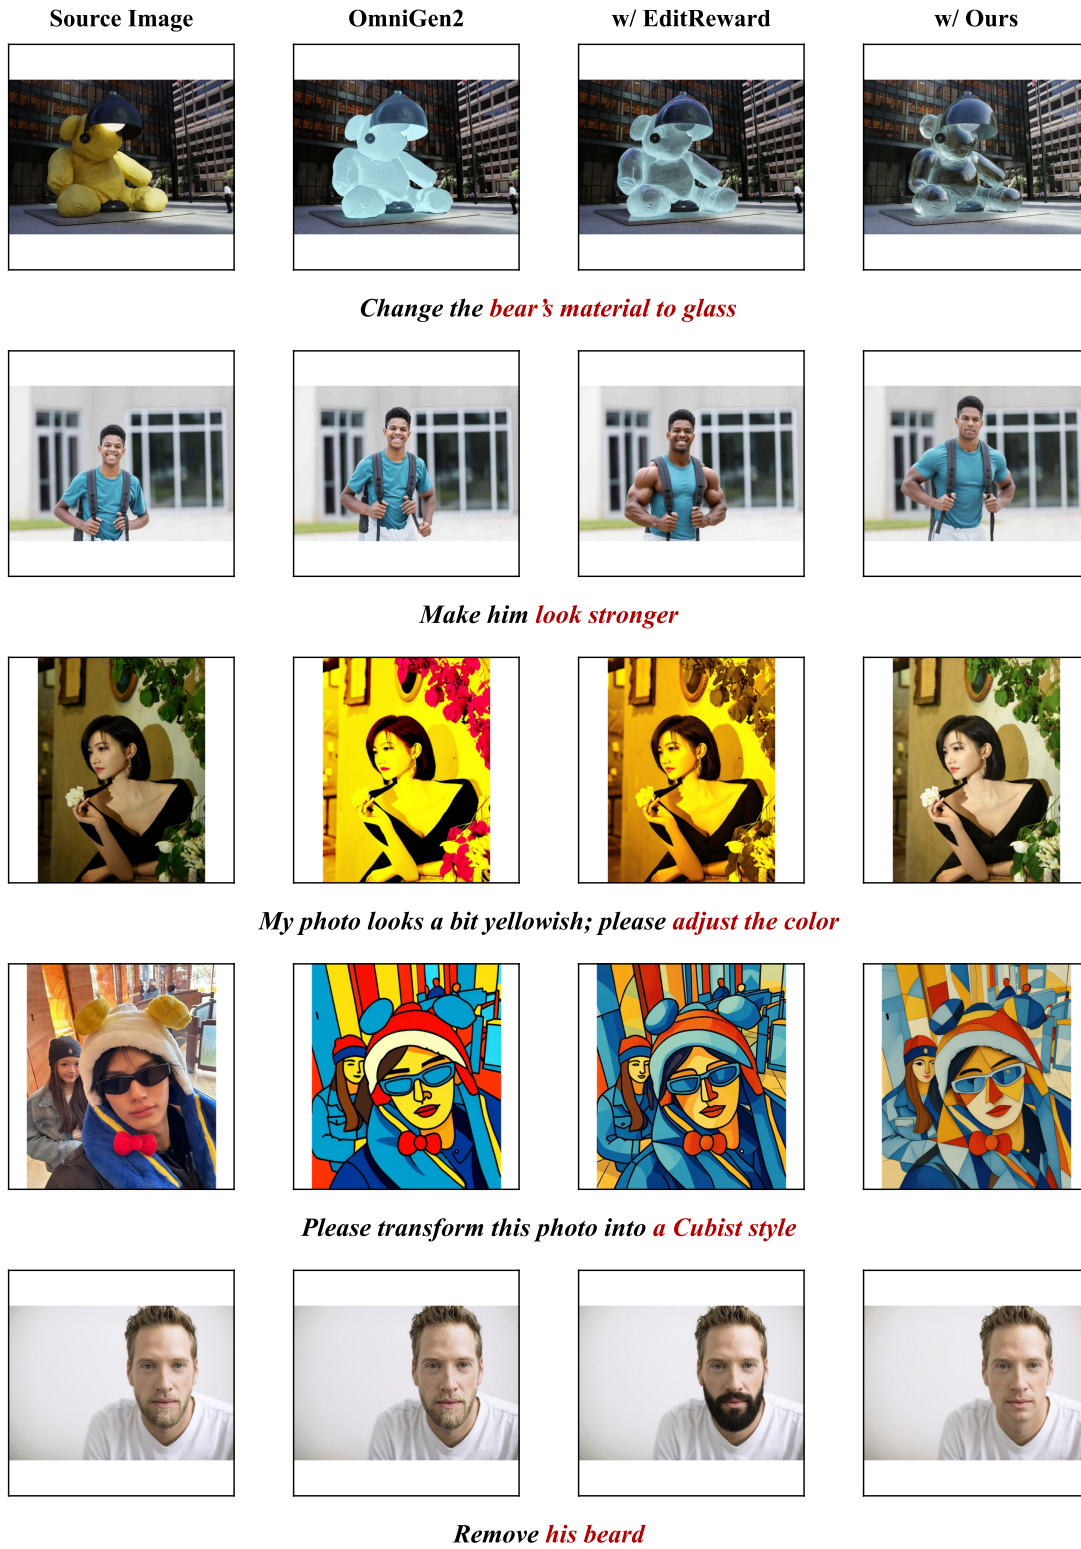 Source Image OmniGen2 w/ EditReward w/ Ours
Change the bear’s material to glass
Make him look stronger
My photo looks a bit yellowish; please adjust the color
Please transform this photo into a Cubist style
Remove his beard